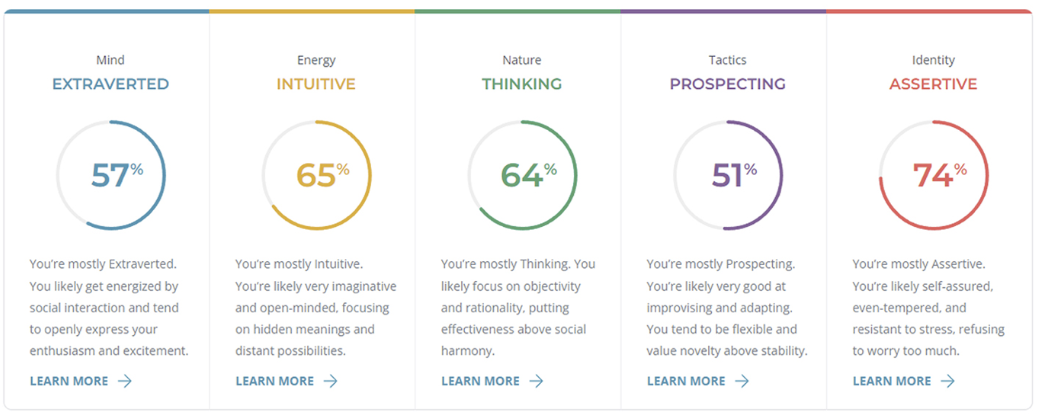 Mind
EXTRAVERTED
57%
You're mostly Extraverted.
You likely get energized by
social interaction and tend
to openly express your
enthusiasm and excitement.
LEARN MORE →
Energy
INTUITIVE
65%
You're mostly Intuitive.
You're likely very imaginative
and open-minded, focusing
on hidden meanings and
distant possibilities.
LEARN MORE →
Nature
THINKING
64%
You're mostly Thinking. You
likely focus on objectivity
and rationality, putting
effectiveness above social
harmony.
LEARN MORE →
Tactics
PROSPECTING
51%
You're mostly Prospecting.
You're likely very good at
improvising and adapting.
You tend to be flexible and
value novelty above stability.
LEARN MORE →
Identity
ASSERTIVE
74%
You're mostly Assertive.
You're likely self-assured,
even-tempered, and
resistant to stress, refusing
to worry too much.
LEARN MORE →